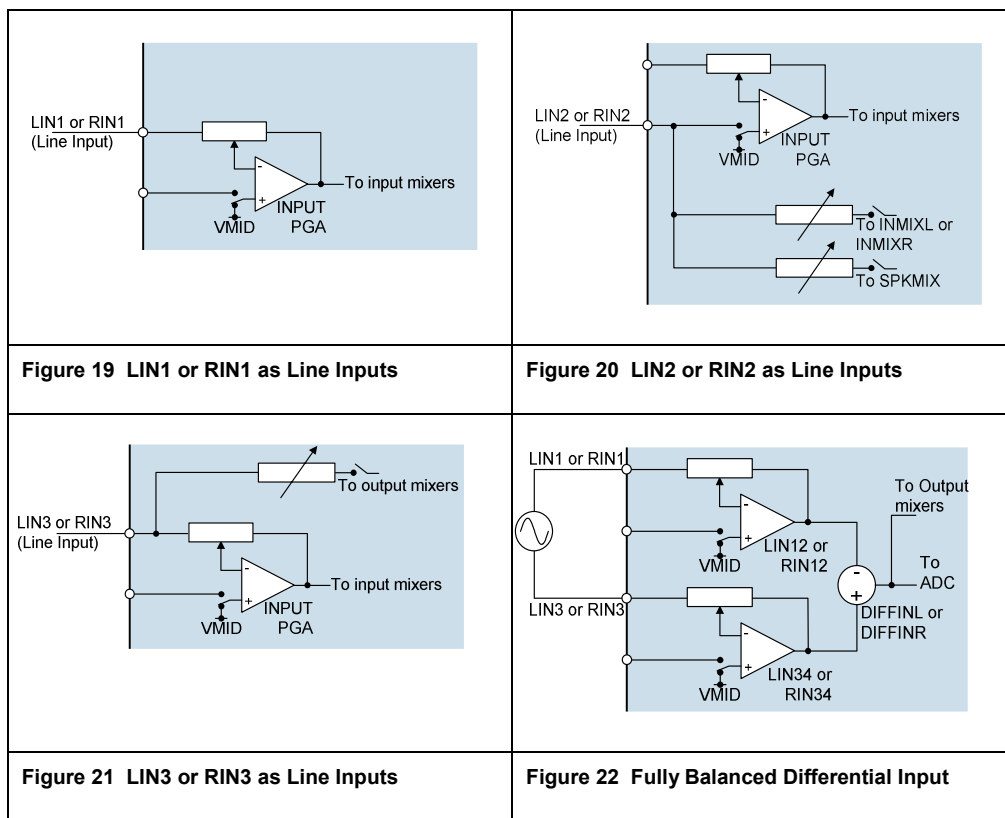 LIN1 or RIN1
(Line Input)
-
+
VMID
INPUT
PGA
To input mixers
Figure 19 LIN1 or RIN1 as Line Inputs
LIN2 or RIN2
(Line Input)
-
+
VMID
INPUT
PGA
To input mixers
To INMIXL or
INMIXR
To SPKMIX
Figure 20 LIN2 or RIN2 as Line Inputs
To output mixers
LIN3 or RIN3
(Line Input)
-
+
VMID
INPUT
PGA
To input mixers
Figure 21 LIN3 or RIN3 as Line Inputs
LIN1 or RIN1
-
+
VMID
LIN12 or
RIN12
To Output
mixers
To
ADC
-
+
DIFFINL or
DIFFINR
LIN3 or RIN3
-
+
VMID
LIN34 or
RIN34
Figure 22 Fully Balanced Differential Input